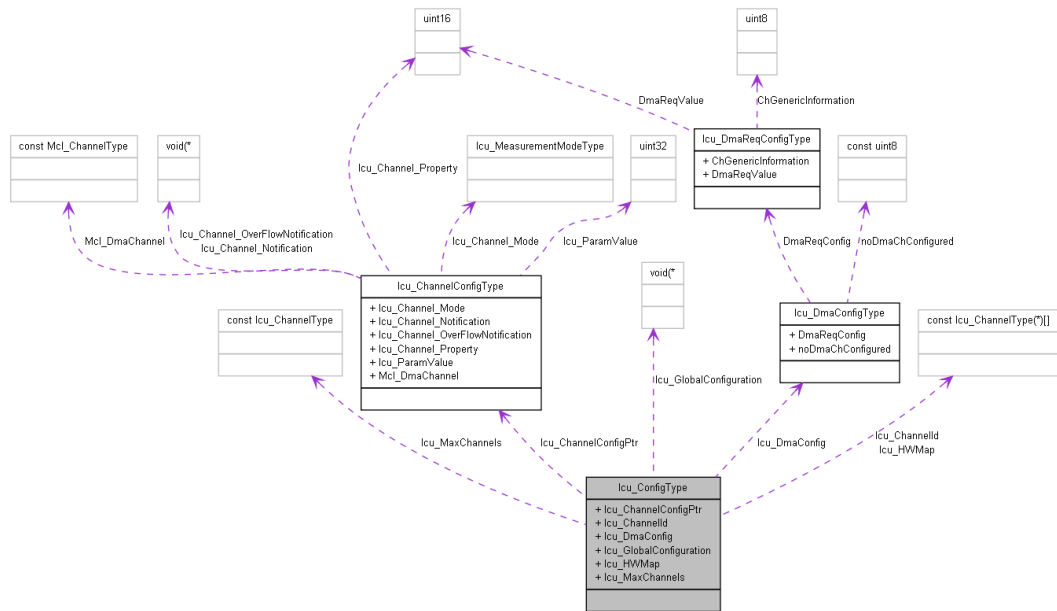 uint16
uint8
DmaReqValue
ChGenericInformation
const Mcl_ChannelType
void(*
Icu_MeasurementModeType
uint32
Icu_DmaReqConfigType
+ ChGenericInformation
+ DmaReqValue
const uint8
Icu_Channel_Property
Mcl_DmaChannel
Icu_Channel_OverFlowNotification
Icu_Channel_Notification
Icu_Channel_Mode
Icu_ParamValue
DmaReqConfig
noDmaChConfigured
Icu_ChannelConfigType
+ Icu_Channel_Mode
+ Icu_Channel_Notification
+ Icu_Channel_OverFlowNotification
+ Icu_Channel_Property
+ Icu_ParamValue
+ Mcl_DmaChannel
void(*
const Icu_ChannelType
Icu_DmaConfigType
+ DmaReqConfig
+ noDmaChConfigured
const Icu_ChannelType(*)[]
Icu_GlobalConfiguration
Icu_MaxChannels
Icu_ChannelConfigPtr
Icu_DmaConfig
Icu_ChannelId
Icu_HWMap
Icu_ConfigType
+ Icu_ChannelConfigPtr
+ Icu_ChannelId
+ Icu_DmaConfig
+ Icu_GlobalConfiguration
+ Icu_HWMap
+ Icu_MaxChannels